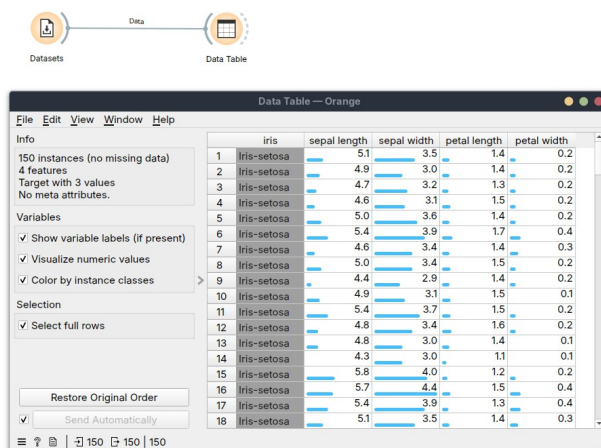 Data
Datasets
Data Table
Data Table — Orange
File Edit View Window Help
Info
150 instances (no missing data)
4 features
Target with 3 values
No meta attributes.
Variables
Show variable labels (if present)
Visualize numeric values
Color by instance classes
Selection
Select full rows
Restore Original Order
Send Automatically
150 150 | 150
iris sepal length sepal width petal length petal width
1 Iris-setosa 5.1 3.5 1.4 0.2
2 Iris-setosa 4.9 3.0 1.4 0.2
3 Iris-setosa 4.7 3.2 1.3 0.2
4 Iris-setosa 4.6 3.1 1.5 0.2
5 Iris-setosa 5.0 3.6 1.4 0.2
6 Iris-setosa 5.4 3.9 1.7 0.4
7 Iris-setosa 4.6 3.4 1.4 0.3
8 Iris-setosa 5.0 3.4 1.5 0.2
9 Iris-setosa 4.4 2.9 1.4 0.2
10 Iris-setosa 4.9 3.1 1.5 0.1
11 Iris-setosa 5.4 3.7 1.5 0.2
12 Iris-setosa 4.8 3.4 1.6 0.2
13 Iris-setosa 4.8 3.0 1.4 0.1
14 Iris-setosa 4.3 3.0 1.1 0.1
15 Iris-setosa 5.8 4.0 1.2 0.2
16 Iris-setosa 5.7 4.4 1.5 0.4
17 Iris-setosa 5.4 3.9 1.3 0.4
18 Iris-setosa 5.1 3.5 1.4 0.3